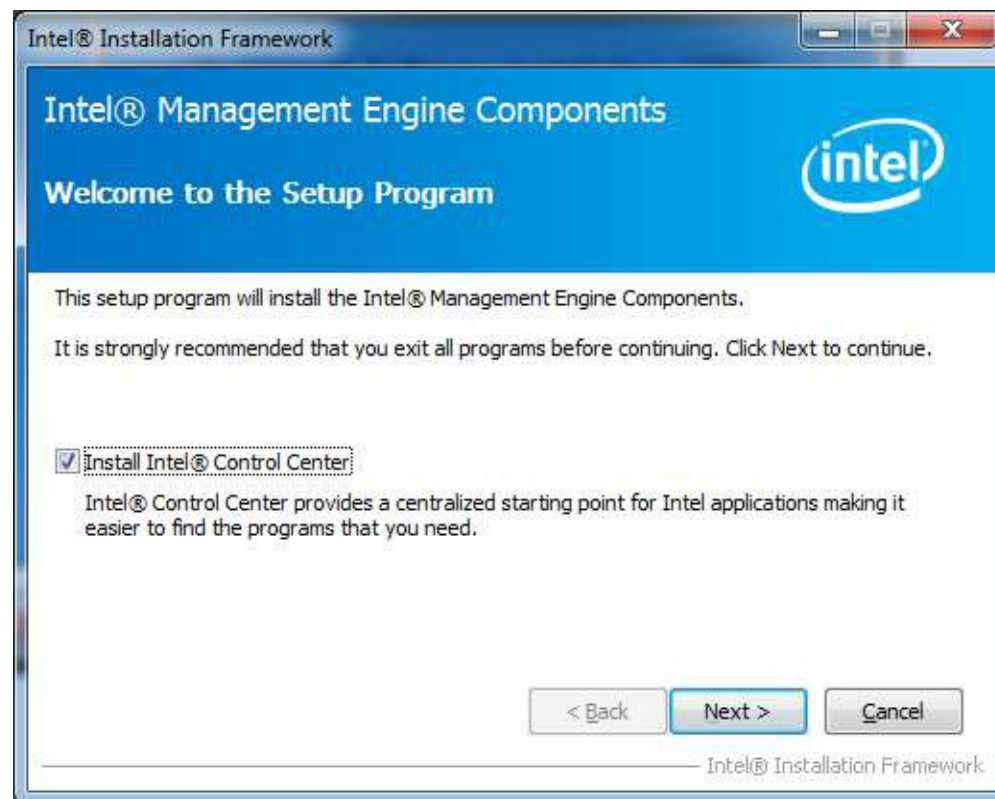 Intel® Installation Framework
Intel® Management Engine Components
intel
Welcome to the Setup Program
This setup program will install the Intel® Management Engine Components.
It is strongly recommended that you exit all programs before continuing. Click Next to continue.
Install Intel® Control Center
Intel® Control Center provides a centralized starting point for Intel applications making it
easier to find the programs that you need.
< Back
Next >
Cancel
Intel® Installation Framework